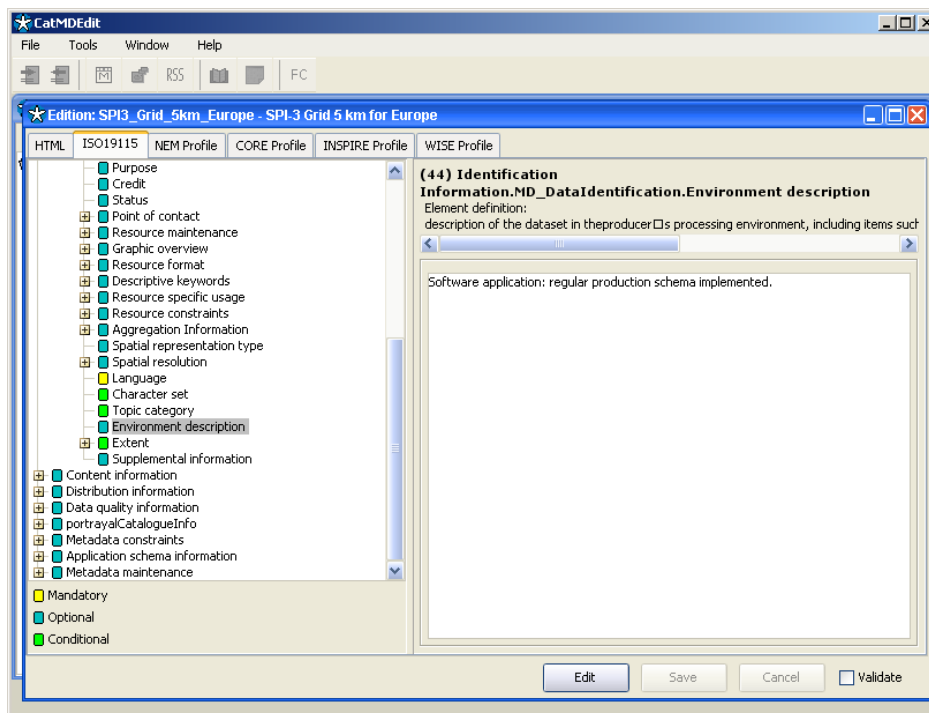 CatMDEdit
File Tools Window Help
RSS FC
Edition: SPI3_Grid_5km_Europe - SPI-3 Grid 5 km for Europe
HTML ISO19115 NEM Profile CORE Profile INSPIRE Profile WISE Profile
Purpose
Credit
Status
Point of contact
Resource maintenance
Graphic overview
Resource format
Descriptive keywords
Resource specific usage
Resource constraints
Aggregation Information
Spatial representation type
Spatial resolution
Language
Character set
Topic category
Environment description
Extent
Supplemental information
Content information
Distribution information
Data quality information
portrayalCatalogueInfo
Metadata constraints
Application schema information
Metadata maintenance
Mandatory
Optional
Conditional
(44) Identification
Information.MD_DataIdentification.Environment description
Element definition:
description of the dataset in theproducer□s processing environment, including items such
Software application: regular production schema implemented.
Edit Save Cancel Validate